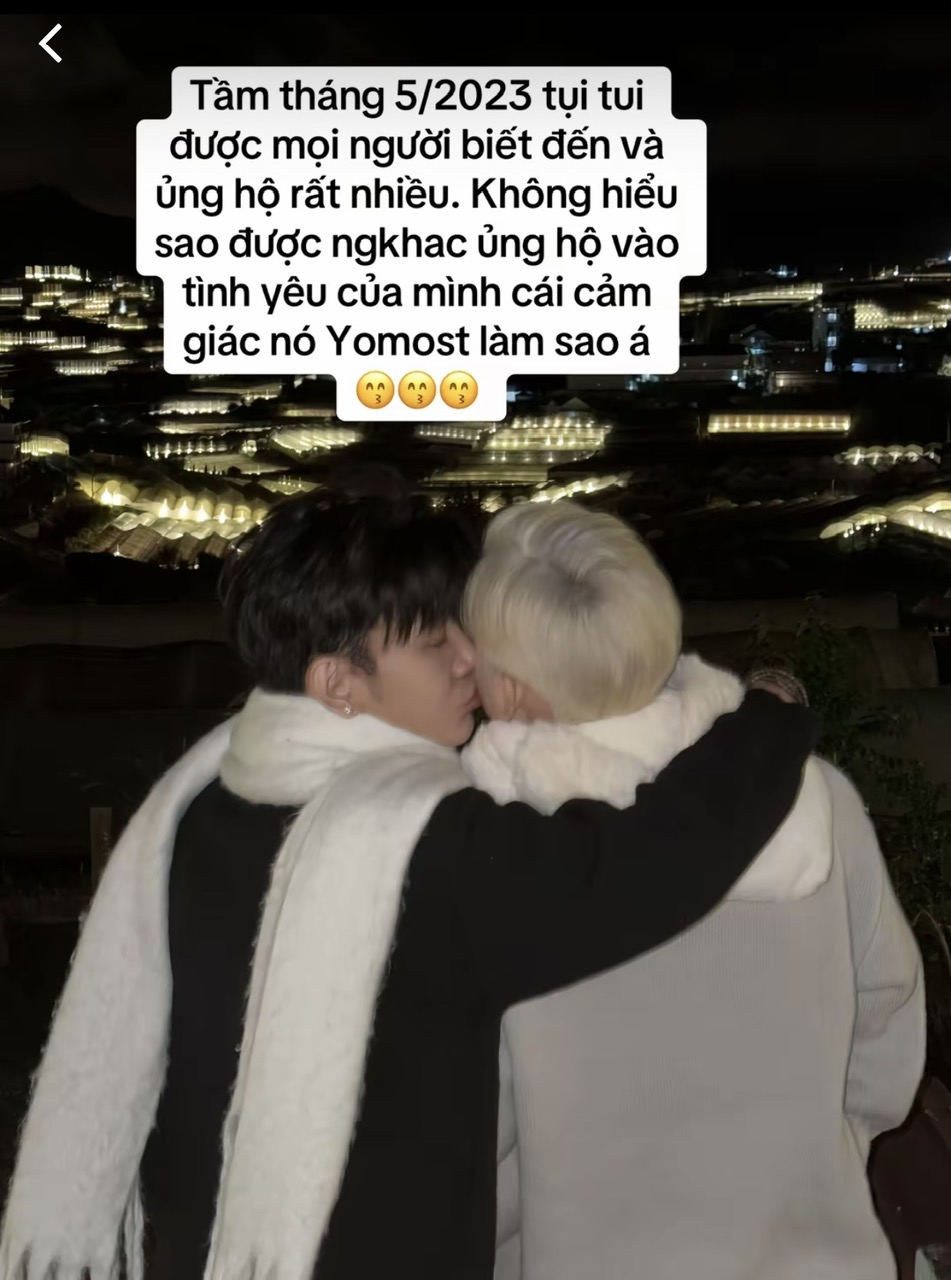 Tầm tháng 5/2023 tụi tui
được mọi người biết đến và
ủng hộ rất nhiều. Không hiểu
sao được ngkhac ủng hộ vào
tình yêu của mình cái cảm
giác nó Yomost làm sao á
😙😙😙